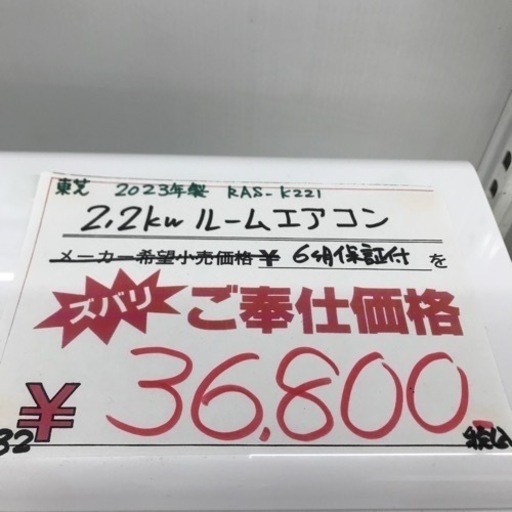 東芝 2023年製 RAS-K221
2.2kw ルームエアコン
メーカー希望小売価格 ¥ 6ヶ月保証付 を
ズバリ
ご奉仕価格
¥36,800
32
税込